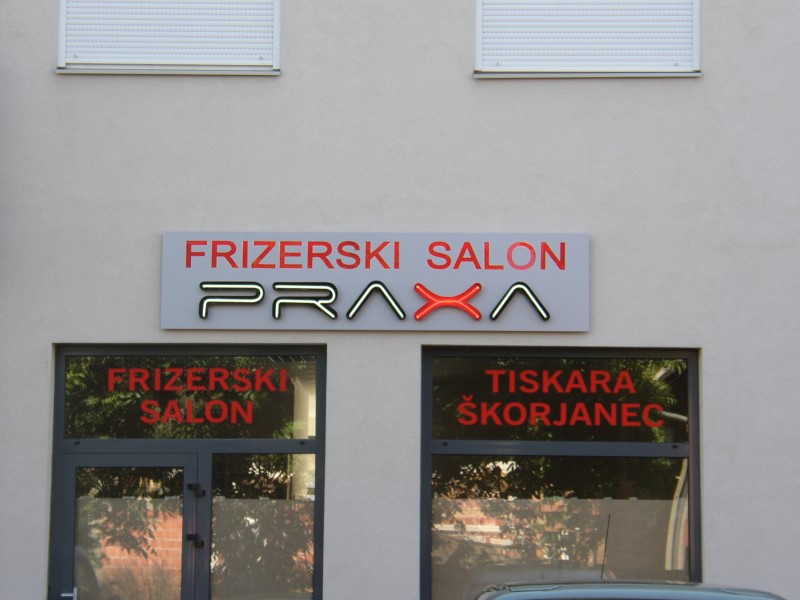 FRIZERSKI SALON
PRAXA
FRIZERSKI
SALON
TISKARA
ŠKORJANEC